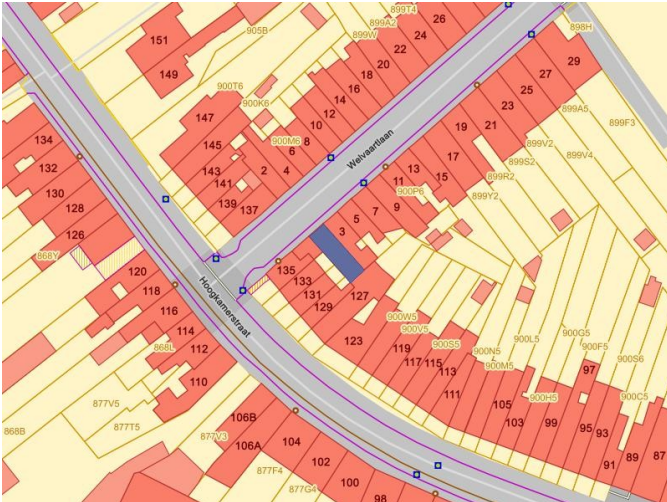 899T4
26
898H
151
905B
899A2
899W
24
22
20
29
149
18
27
900T6
16
25
900K6
14
23
899A5
899F3
147
12
10
21
134
145
900M6
8
Welvaartlaan
19
899V2
132
6
17
899S2
899V4
143
2
4
13
130
141
11
15
899R2
128
139
137
900P6
899Y2
126
9
7
5
3
868Y
120
135
118
133
127
116
Hoogkamerstraat
131
129
900W5
114
123
900V5
900G5
868L
112
119
900S5
900L5
900F5
117
115
900N5
900S6
110
113
900M5
97
877V5
111
900H5
900C5
105
106B
103
99
95
93
868B
877T5
877V3
106A
104
89
87
877F4
102
91
877G4
100
98